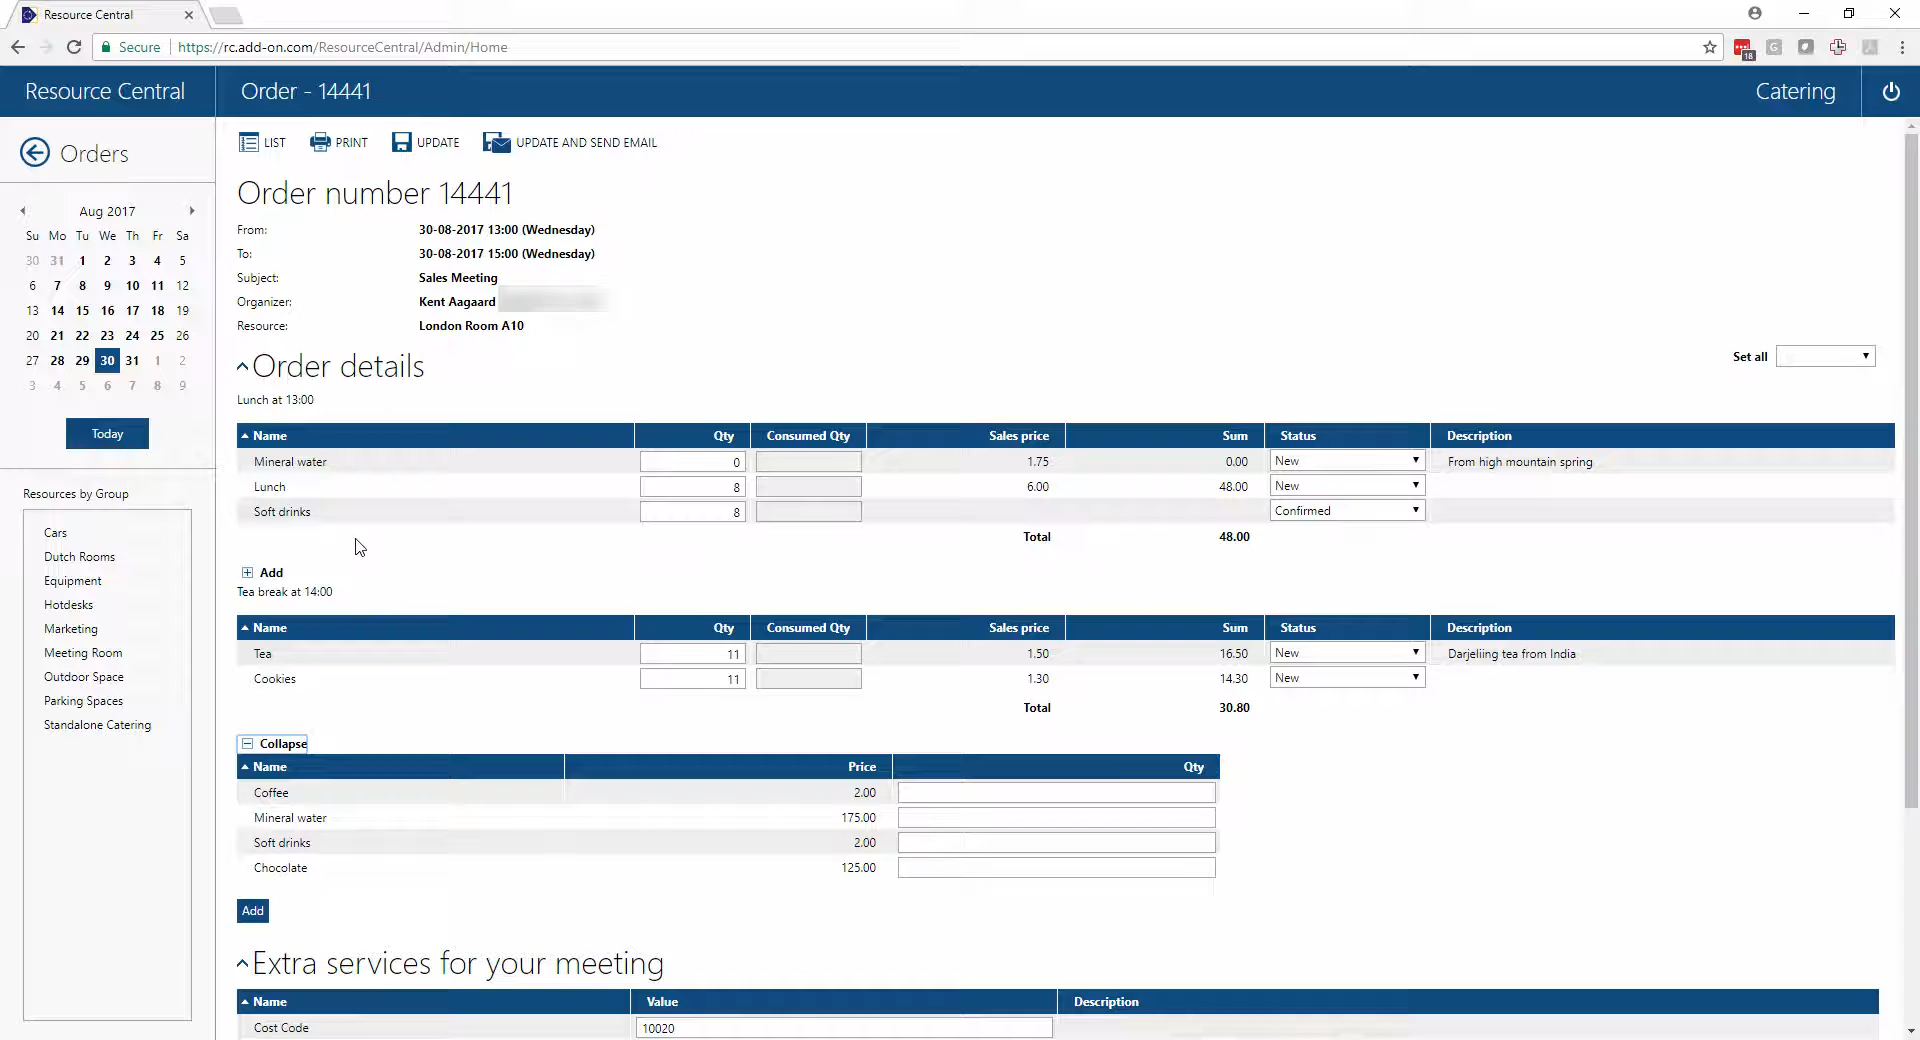 Resource Central
Secure https://rc.add-on.com/ResourceCentral/Admin/Home
18
Resource Central
Order - 14441
Catering
Orders
Aug 2017
Su Mo Tu We Th Fr Sa
30 31 1 2 3 4 5
6 7 8 9 10 11 12
13 14 15 16 17 18 19
20 21 22 23 24 25 26
27 28 29 30 31 1 2
3 4 5 6 7 8 9
Today
Resources by Group
Cars
Dutch Rooms
Equipment
Hotdesks
Marketing
Meeting Room
Outdoor Space
Parking Spaces
Standalone Catering
LIST PRINT UPDATE UPDATE AND SEND EMAIL
Order number 14441
From: 30-08-2017 13:00 (Wednesday)
To: 30-08-2017 15:00 (Wednesday)
Subject: Sales Meeting
Organizer: Kent Aagaard
Resource: London Room A10
Order details
Set all
Lunch at 13:00
Name Qty Consumed Qty Sales price Sum Status Description
Mineral water 0 1.75 0.00 New From high mountain spring
Lunch 8 6.00 48.00 New
Soft drinks 8 Confirmed
Total 48.00
Add
Tea break at 14:00
Name Qty Consumed Qty Sales price Sum Status Description
Tea 11 1.50 16.50 New Darjeliing tea from India
Cookies 11 1.30 14.30 New
Total 30.80
Collapse
Name Price Qty
Coffee 2.00
Mineral water 175.00
Soft drinks 2.00
Chocolate 125.00
Add
Extra services for your meeting
Name Value Description
Cost Code 10020